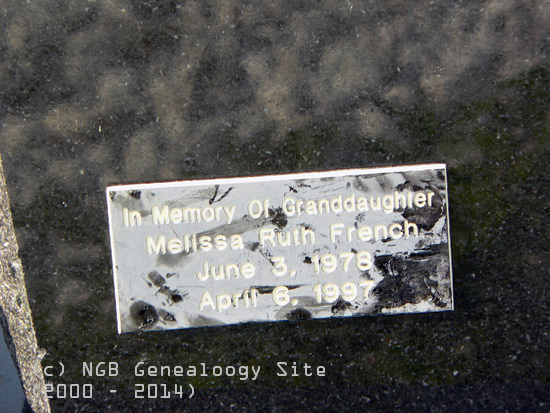 In Memory Of Granddaughter
Melissa Ruth French
June 3, 1978
April 6, 1997
c) NGB Genealoogy Site
2000 - 2014)